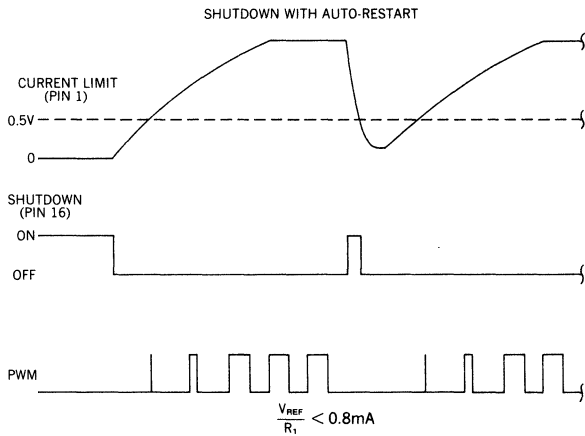 SHUTDOWN WITH AUTO-RESTART
CURRENT LIMIT
(PIN 1)
0.5V
0
SHUTDOWN
(PIN 16)
ON
OFF
PWM
V_REF / R_1 < 0.8mA